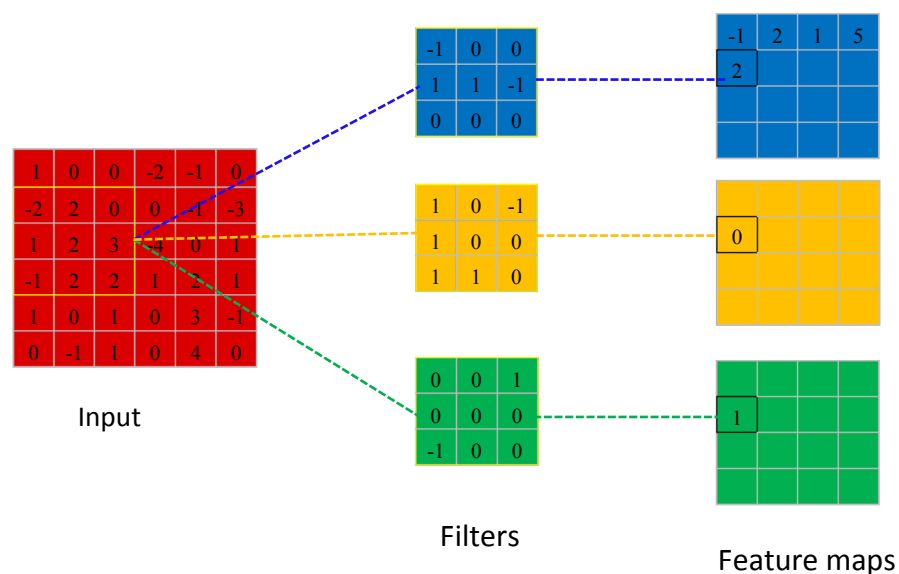 1 0 0 -2 -1 0
-2 2 0 0 -1 -3
1 2 3 -4 0 1
-1 2 2 1 2 1
1 0 1 0 3 -1
0 -1 1 0 4 0
Input
-1 0 0
1 1 -1
0 0 0
1 0 -1
1 0 0
1 1 0
0 0 1
0 0 0
-1 0 0
Filters
-1 2 1 5
2
0
1
Feature maps